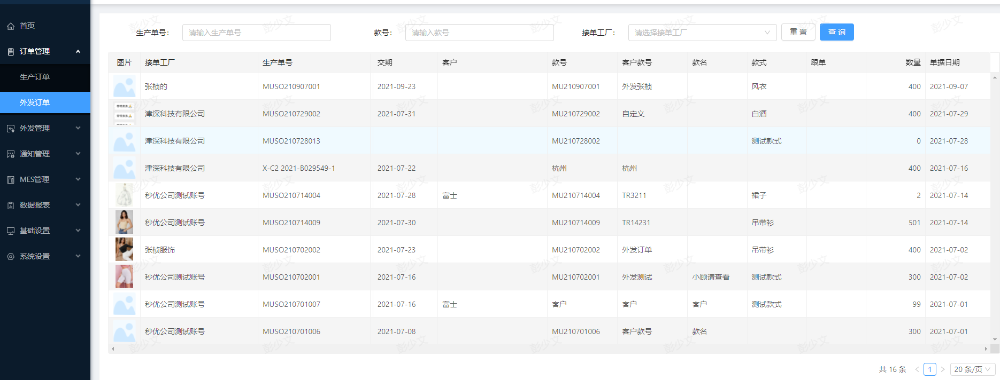 首页
订单管理
生产订单
外发订单
外发管理
通知管理
MES管理
数据报表
基础设置
系统设置
生产单号： 请输入生产单号 款号： 请输入款号 接单工厂： 请选择接单工厂 重 置 查 询
图片 接单工厂 生产单号 交期 客户 款号 客户款号 款名 款式 跟单 数量 单据日期
张桢的 MUSO210907001 2021-09-23 MU210907001 外发张桢 风衣 400 2021-09-07
津深科技有限公司 MUSO210729002 2021-07-31 MU210729002 自定义 白酒 400 2021-07-29
津深科技有限公司 MUSO210728013 MU210728002 测试款式 0 2021-07-28
津深科技有限公司 X-C2 2021-B029549-1 2021-07-22 杭州 杭州 400 2021-07-16
秒优公司测试账号 MUSO210714004 2021-07-28 富士 MU210714004 TR3211 裙子 2 2021-07-14
秒优公司测试账号 MUSO210714009 2021-07-30 MU210714009 TR14231 吊带衫 501 2021-07-14
张桢服饰 MUSO210702002 2021-07-23 MU210702002 外发订单 吊带衫 400 2021-07-02
秒优公司测试账号 MUSO210702001 2021-07-16 MU210702001 外发测试 小顾请查看 测试款式 300 2021-07-02
秒优公司测试账号 MUSO210701007 2021-07-16 富士 客户 客户 客户 测试款式 99 2021-07-01
秒优公司测试账号 MUSO210701006 2021-07-08 MU210701006 客户款号 款名 300 2021-07-01
共 16 条 1 20 条/页
彭少文